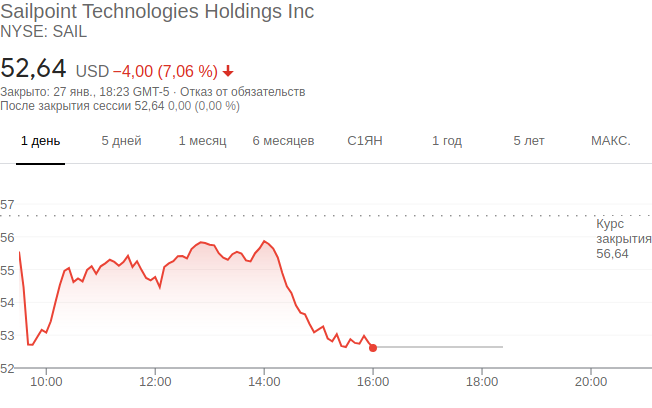 Sailpoint Technologies Holdings Inc
NYSE: SAIL
52,64 USD −4,00 (7,06 %)
Закрыто: 27 янв., 18:23 GMT-5 · Отказ от обязательств
После закрытия сессии 52,64 0,00 (0,00 %)
1 день 5 дней 1 месяц 6 месяцев С1ЯН 1 год 5 лет МАКС.
57
Курс
закрытия
56,64
56
55
54
53
52
10:00 12:00 14:00 16:00 18:00 20:00